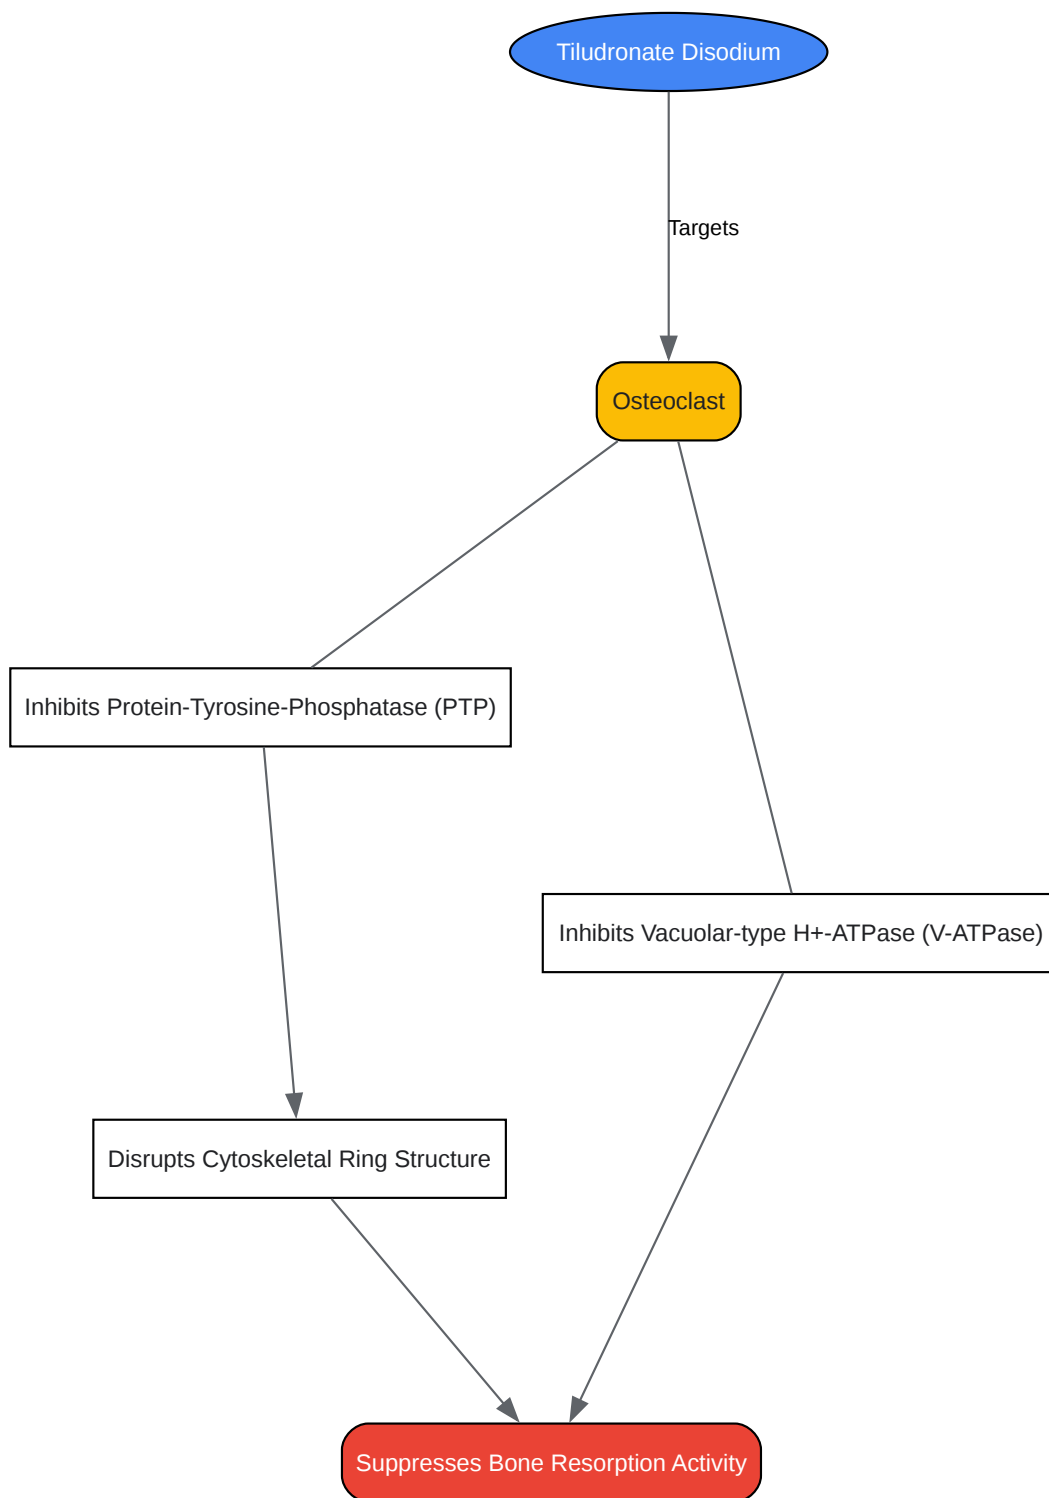 Tiludronate Disodium
Targets
Osteoclast
Inhibits Protein-Tyrosine-Phosphatase (PTP)
Inhibits Vacuolar-type H+-ATPase (V-ATPase)
Disrupts Cytoskeletal Ring Structure
Suppresses Bone Resorption Activity